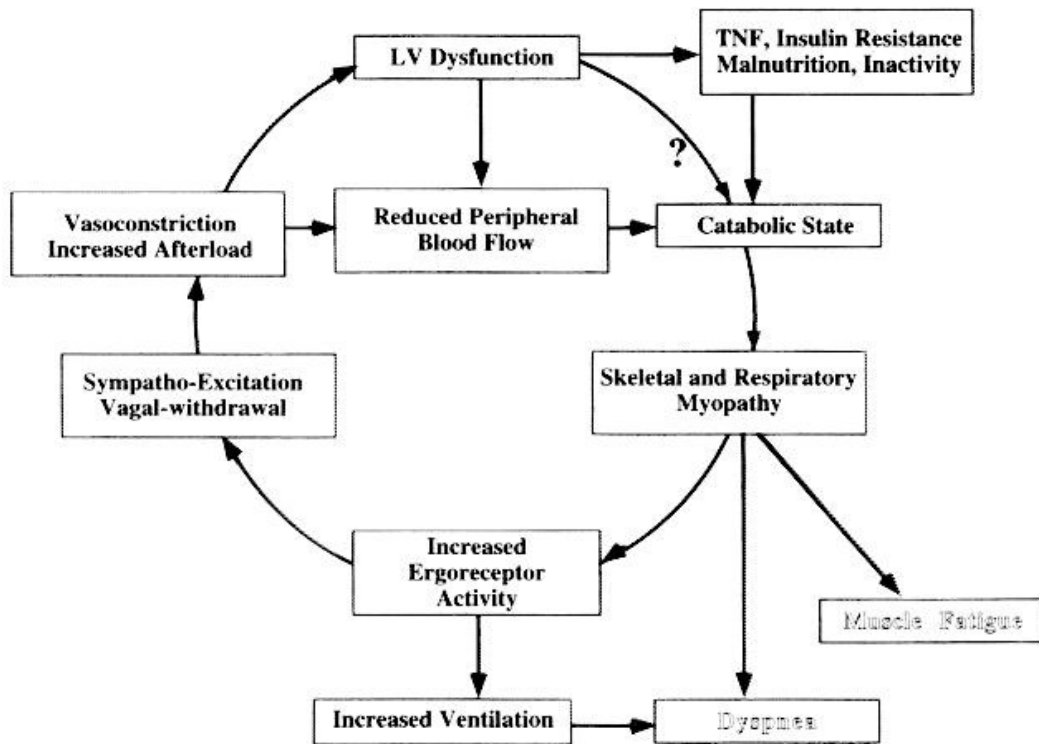 LV Dysfunction
TNF, Insulin Resistance
Malnutrition, Inactivity
?
Vasoconstriction
Increased Afterload
Reduced Peripheral
Blood Flow
Catabolic State
Sympatho-Excitation
Vagal-withdrawal
Skeletal and Respiratory
Myopathy
Increased
Ergoreceptor
Activity
Muscle Fatigue
Increased Ventilation
Dyspnea